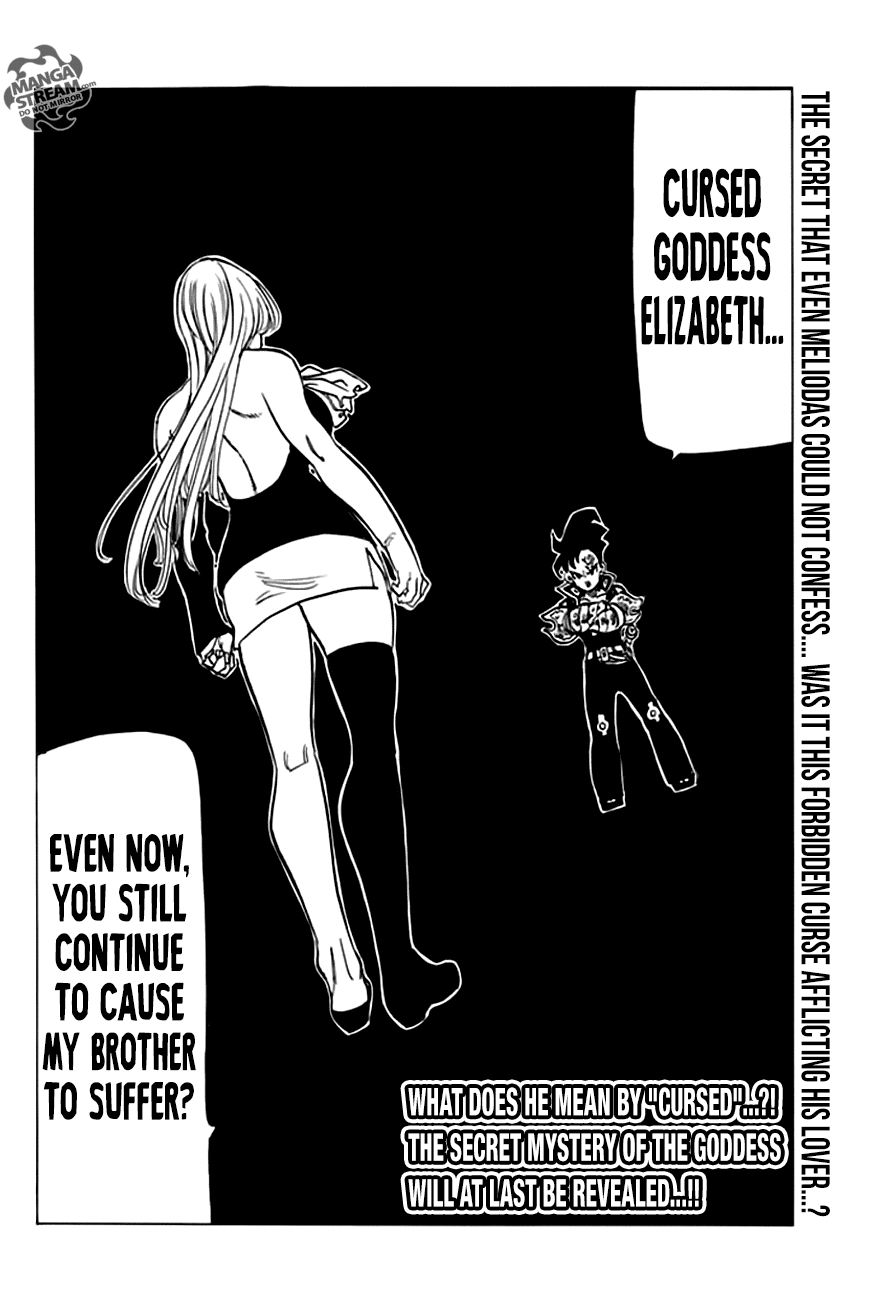 MANGA
STREAM.com
DO NOT MIRROR
CURSED
GODDESS
ELIZABETH...
THE SECRET THAT EVEN MELIODAS COULD NOT CONFESS.... WAS IT THIS FORBIDDEN CURSE AFFLICTING HIS LOVER...?
EVEN NOW,
YOU STILL
CONTINUE
TO CAUSE
MY BROTHER
TO SUFFER?
WHAT DOES HE MEAN BY "CURSED"...?!
THE SECRET MYSTERY OF THE GODDESS
WILL AT LAST BE REVEALED...!!